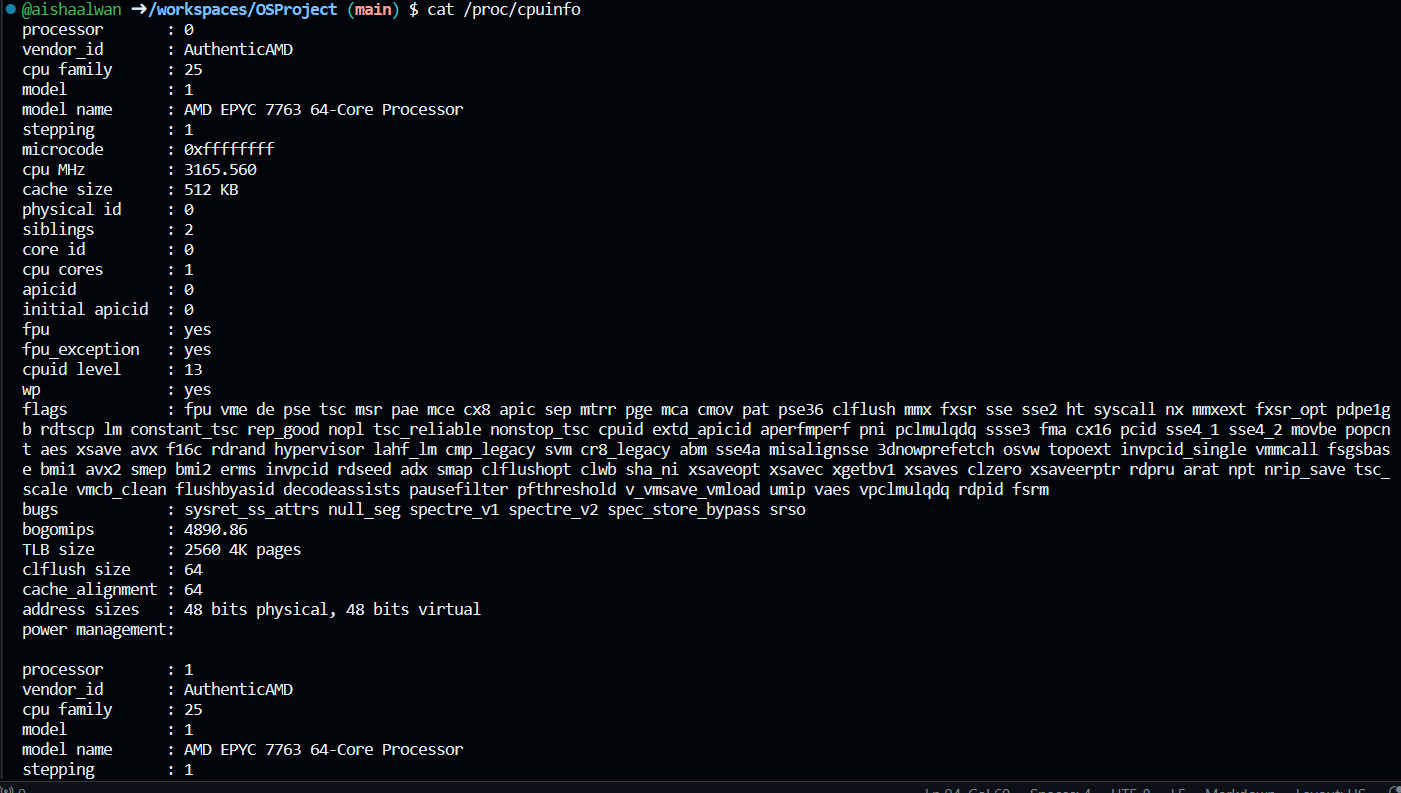 @aishaalwan ➜/workspaces/OSProject (main) $ cat /proc/cpuinfo
processor : 0
vendor_id : AuthenticAMD
cpu family : 25
model : 1
model name : AMD EPYC 7763 64-Core Processor
stepping : 1
microcode : 0xffffffff
cpu MHz : 3165.560
cache size : 512 KB
physical id : 0
siblings : 2
core id : 0
cpu cores : 1
apicid : 0
initial apicid : 0
fpu : yes
fpu_exception : yes
cpuid level : 13
wp : yes
flags : fpu vme de pse tsc msr pae mce cx8 apic sep mtrr pge mca cmov pat pse36 clflush mmx fxsr sse sse2 ht syscall nx mmxext fxsr_opt pdpe1g
b rdtscp lm constant_tsc rep_good nopl tsc_reliable nonstop_tsc cpuid extd_apicid aperfmperf pni pclmulqdq ssse3 fma cx16 pcid sse4_1 sse4_2 movbe popcn
t aes xsave avx f16c rdrand hypervisor lahf_lm cmp_legacy svm cr8_legacy abm sse4a misalignsse 3dnowprefetch osvw topoext invpcid_single vmmcall fsgsbas
e bmi1 avx2 smep bmi2 erms invpcid rdseed adx smap clflushopt clwb sha_ni xsaveopt xsavec xgetbv1 xsaves clzero xsaveerptr rdpru arat npt nrip_save tsc_
scale vmcb_clean flushbyasid decodeassists pausefilter pfthreshold v_vmsave_vmload umip vaes vpclmulqdq rdpid fsrm
bugs : sysret_ss_attrs null_seg spectre_v1 spectre_v2 spec_store_bypass srso
bogomips : 4890.86
TLB size : 2560 4K pages
clflush size : 64
cache_alignment : 64
address sizes : 48 bits physical, 48 bits virtual
power management:
processor : 1
vendor_id : AuthenticAMD
cpu family : 25
model : 1
model name : AMD EPYC 7763 64-Core Processor
stepping : 1